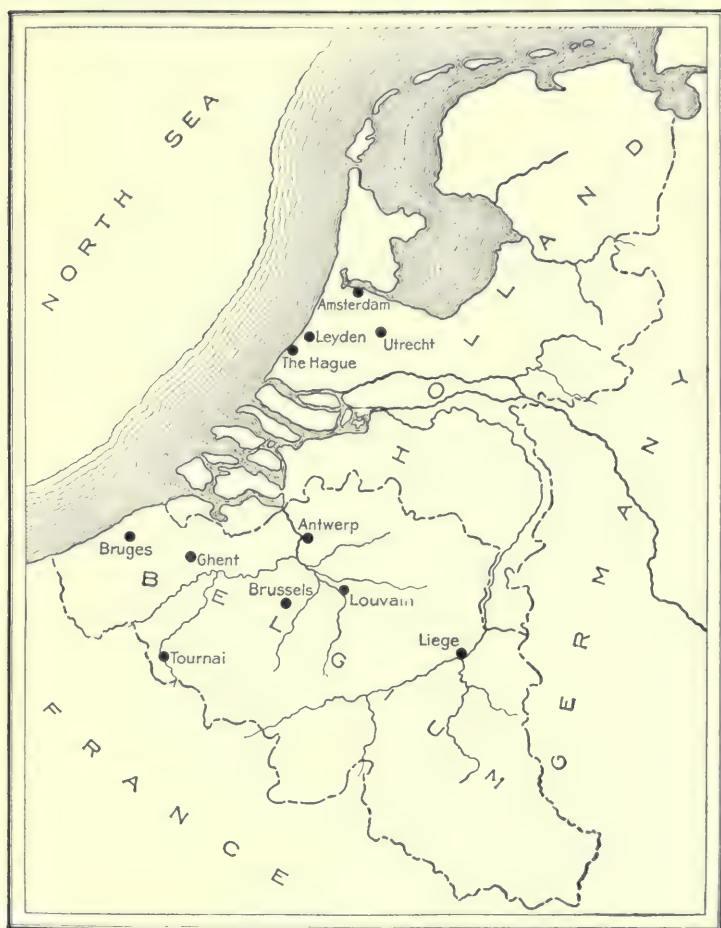 NORTH SEA
HOLLAND
Amsterdam
Leyden
Utrecht
The Hague
GERMANY
Antwerp
Bruges
Ghent
BELGIUM
Brussels
Louvain
Liege
Tournai
FRANCE